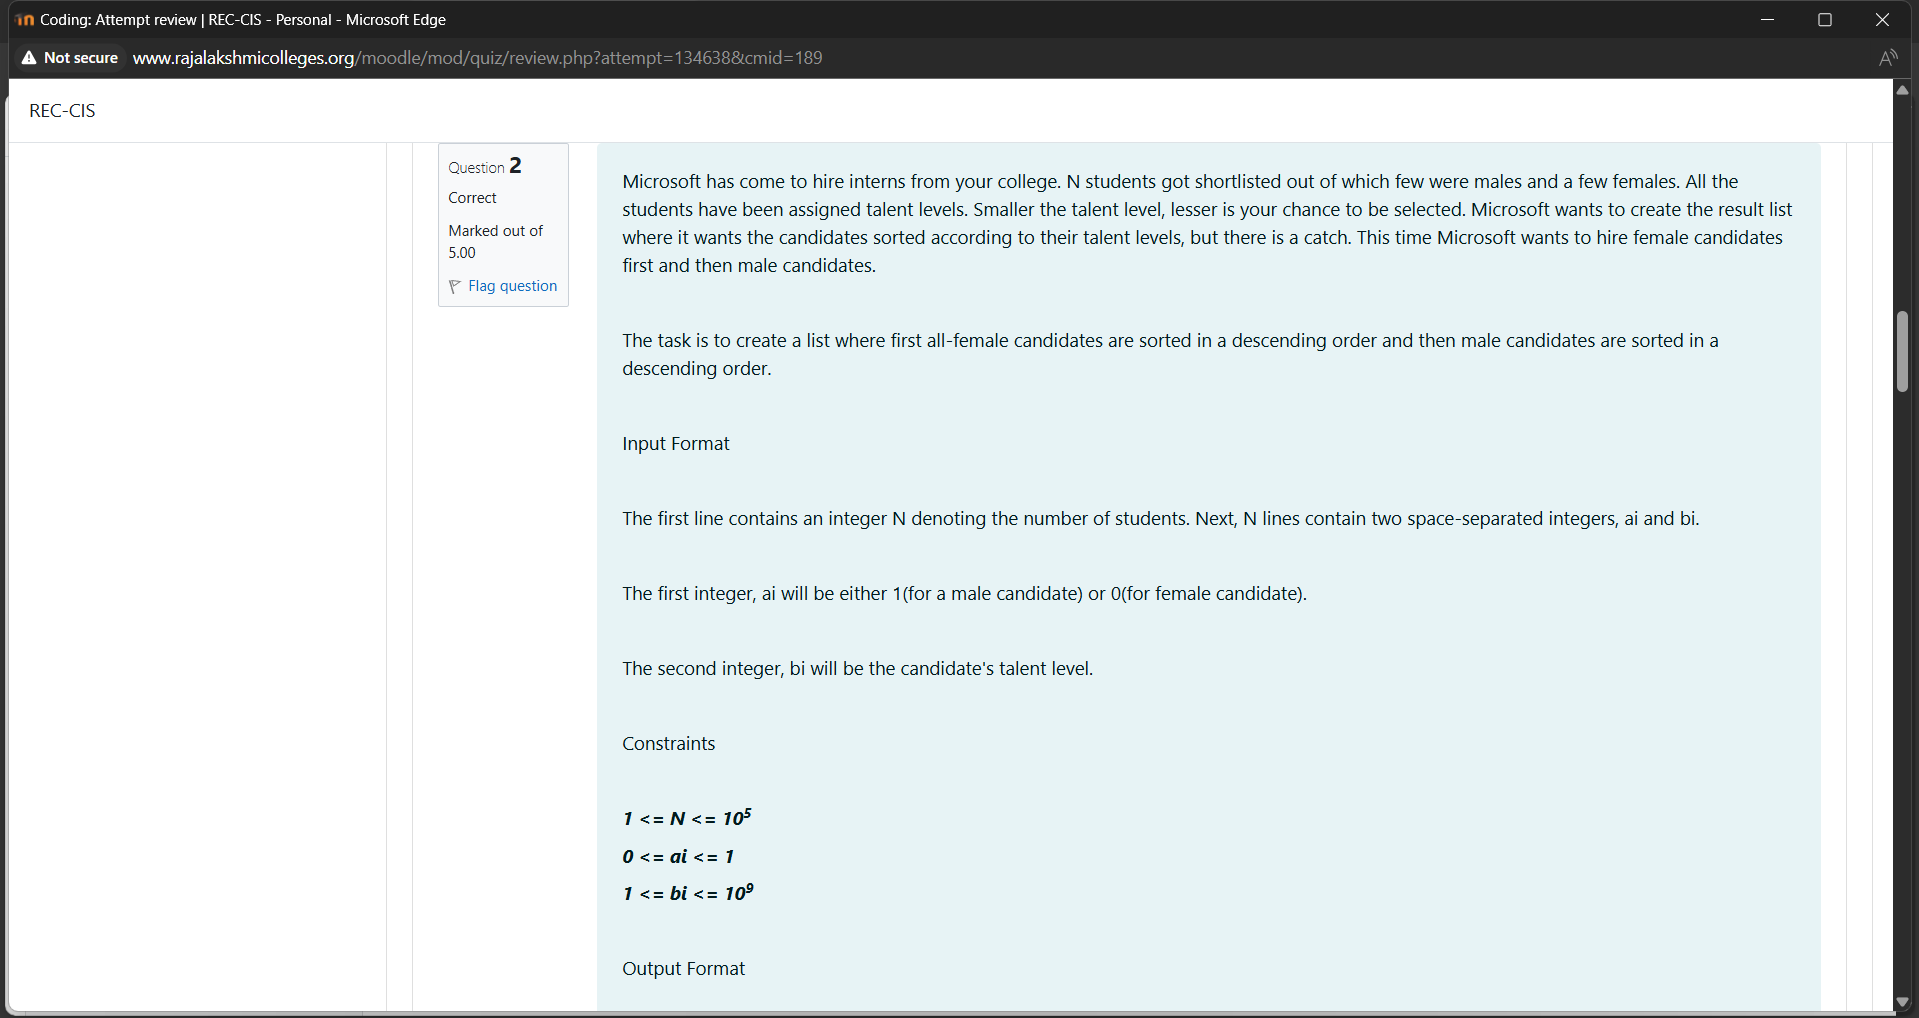 Coding: Attempt review | REC-CIS - Personal - Microsoft Edge
Not secure www.rajalakshmicolleges.org/moodle/mod/quiz/review.php?attempt=134638&cmid=189
REC-CIS
Question 2
Correct
Marked out of
5.00
Flag question
Microsoft has come to hire interns from your college. N students got shortlisted out of which few were males and a few females. All the
students have been assigned talent levels. Smaller the talent level, lesser is your chance to be selected. Microsoft wants to create the result list
where it wants the candidates sorted according to their talent levels, but there is a catch. This time Microsoft wants to hire female candidates
first and then male candidates.
The task is to create a list where first all-female candidates are sorted in a descending order and then male candidates are sorted in a
descending order.
Input Format
The first line contains an integer N denoting the number of students. Next, N lines contain two space-separated integers, ai and bi.
The first integer, ai will be either 1(for a male candidate) or 0(for female candidate).
The second integer, bi will be the candidate's talent level.
Constraints
1 <= N <= 10⁵
0 <= ai <= 1
1 <= bi <= 10⁹
Output Format